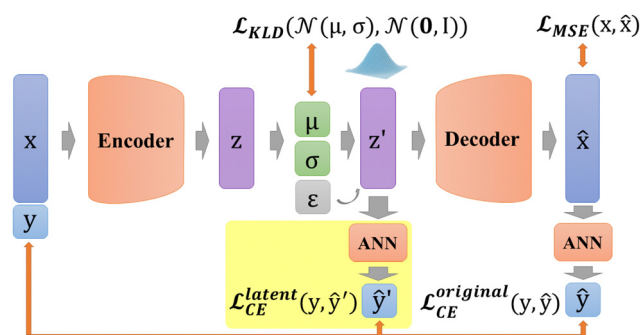 𝓛_KLD(𝒩(μ, σ), 𝒩(𝟎, I))
𝓛_MSE(x, x̂)
x
Encoder
z
μ
σ
ε
z'
Decoder
x̂
y
ANN
ANN
𝓛_CE^latent(y, ŷ')
ŷ'
𝓛_CE^original(y, ŷ)
ŷ